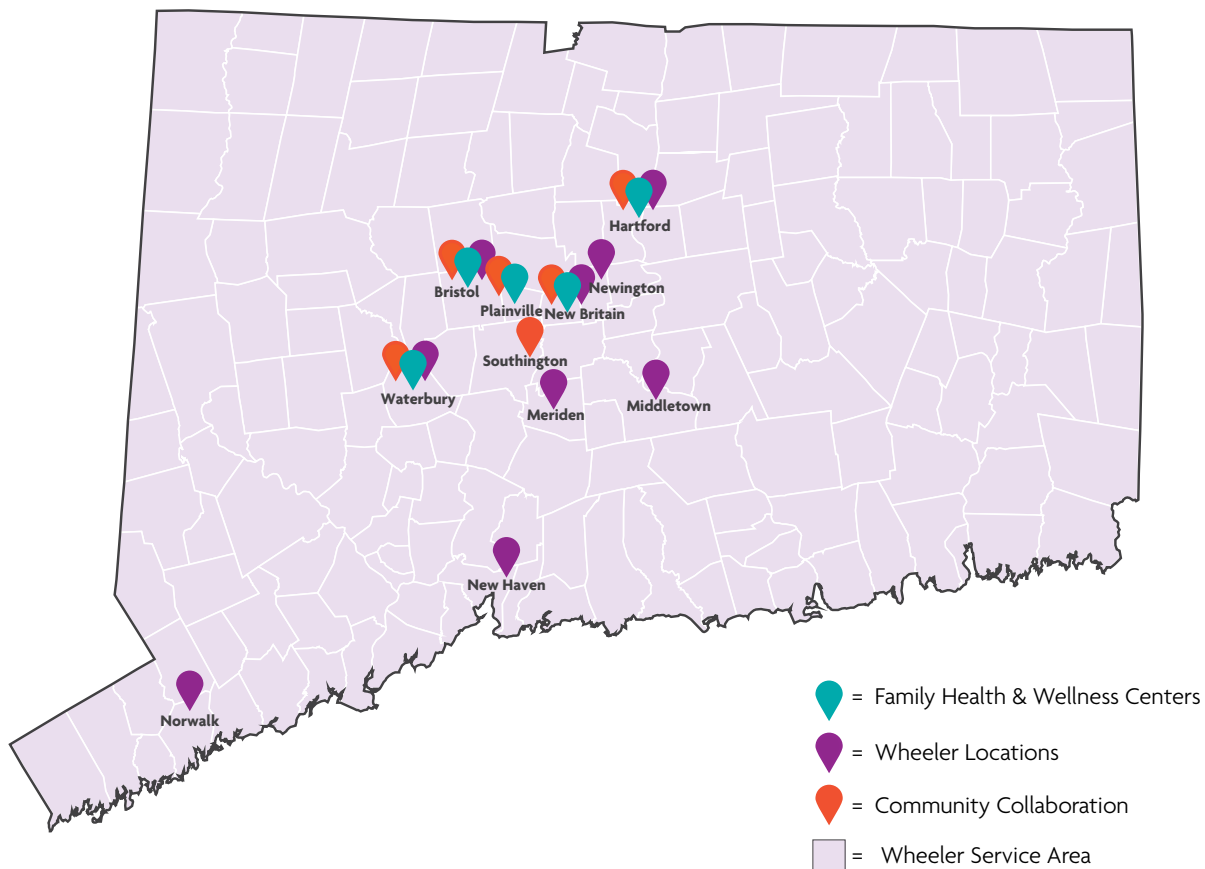 Hartford
Bristol
Newington
Plainville
New Britain
Southington
Waterbury
Meriden
Middletown
New Haven
Norwalk
= Family Health & Wellness Centers
= Wheeler Locations
= Community Collaboration
= Wheeler Service Area